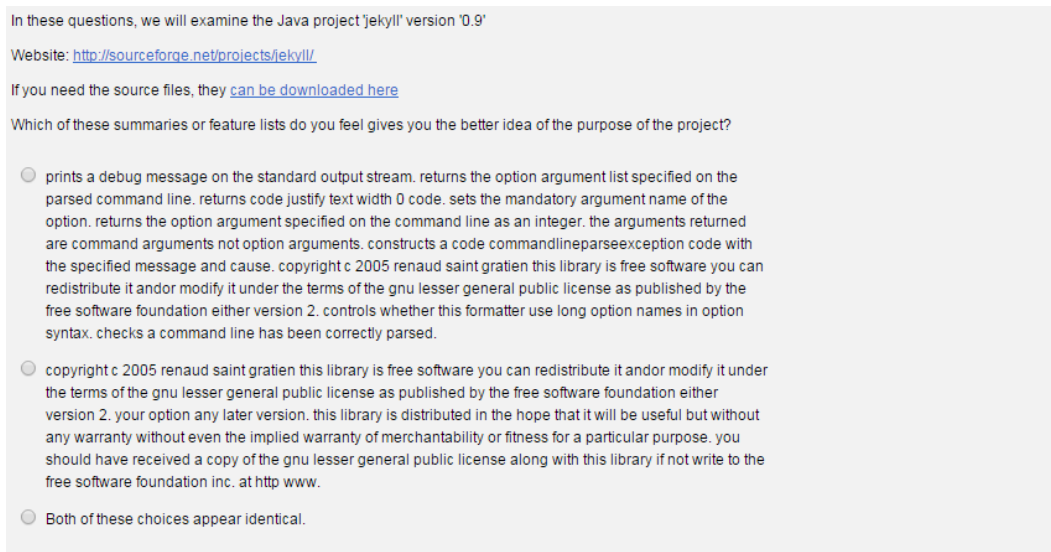 In these questions, we will examine the Java project 'jekyll' version '0.9'
Website: http://sourceforge.net/projects/jekyll/
If you need the source files, they can be downloaded here
Which of these summaries or feature lists do you feel gives you the better idea of the purpose of the project?
prints a debug message on the standard output stream. returns the option argument list specified on the
parsed command line. returns code justify text width 0 code. sets the mandatory argument name of the
option. returns the option argument specified on the command line as an integer. the arguments returned
are command arguments not option arguments. constructs a code commandlineparseexception code with
the specified message and cause. copyright c 2005 renaud saint gratien this library is free software you can
redistribute it andor modify it under the terms of the gnu lesser general public license as published by the
free software foundation either version 2. controls whether this formatter use long option names in option
syntax. checks a command line has been correctly parsed.
copyright c 2005 renaud saint gratien this library is free software you can redistribute it andor modify it under
the terms of the gnu lesser general public license as published by the free software foundation either
version 2. your option any later version. this library is distributed in the hope that it will be useful but without
any warranty without even the implied warranty of merchantability or fitness for a particular purpose. you
should have received a copy of the gnu lesser general public license along with this library if not write to the
free software foundation inc. at http www.
Both of these choices appear identical.